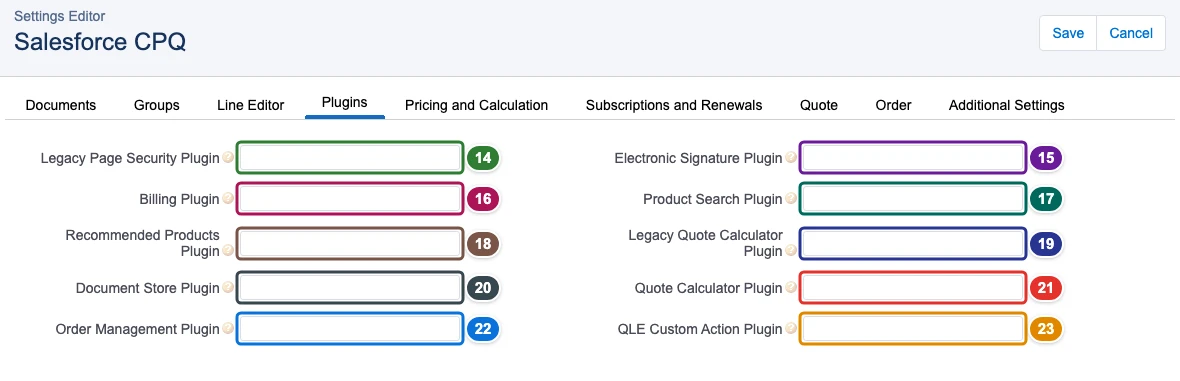 Settings Editor
Salesforce CPQ
Save Cancel
Documents Groups Line Editor Plugins Pricing and Calculation Subscriptions and Renewals Quote Order Additional Settings
Legacy Page Security Plugin ? 14 Electronic Signature Plugin ? 15
Billing Plugin ? 16 Product Search Plugin ? 17
Recommended Products Plugin ? 18 Legacy Quote Calculator Plugin ? 19
Document Store Plugin ? 20 Quote Calculator Plugin ? 21
Order Management Plugin ? 22 QLE Custom Action Plugin ? 23